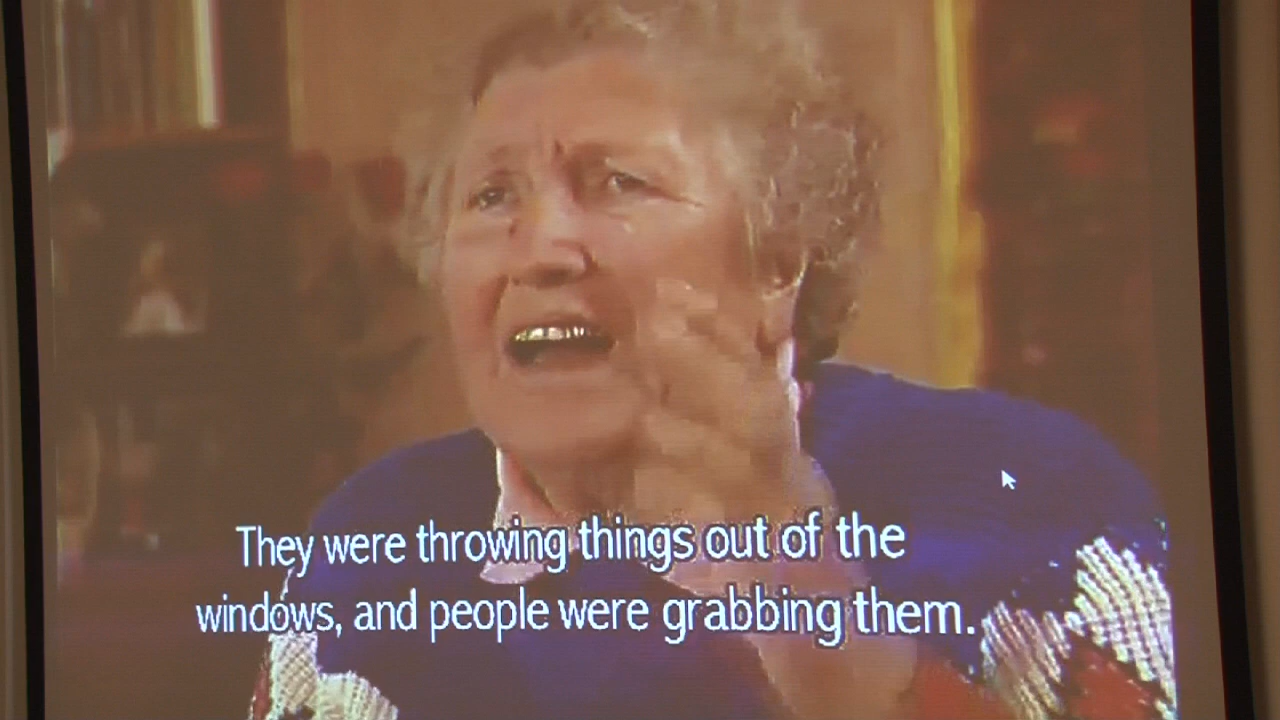 They were throwing things out of the
windows, and people were grabbing them.